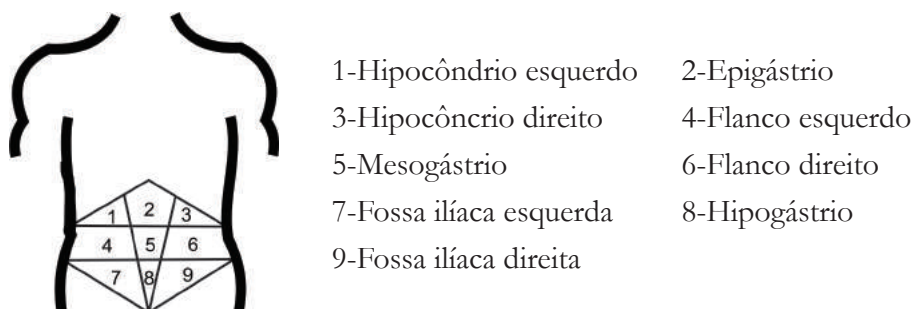 1-Hipocôndrio esquerdo 2-Epigástrio
3-Hipocôncrio direito 4-Flanco esquerdo
5-Mesogástrio 6-Flanco direito
7-Fossa ilíaca esquerda 8-Hipogástrio
9-Fossa ilíaca direita
1 2 3
4 5 6
7 8 9